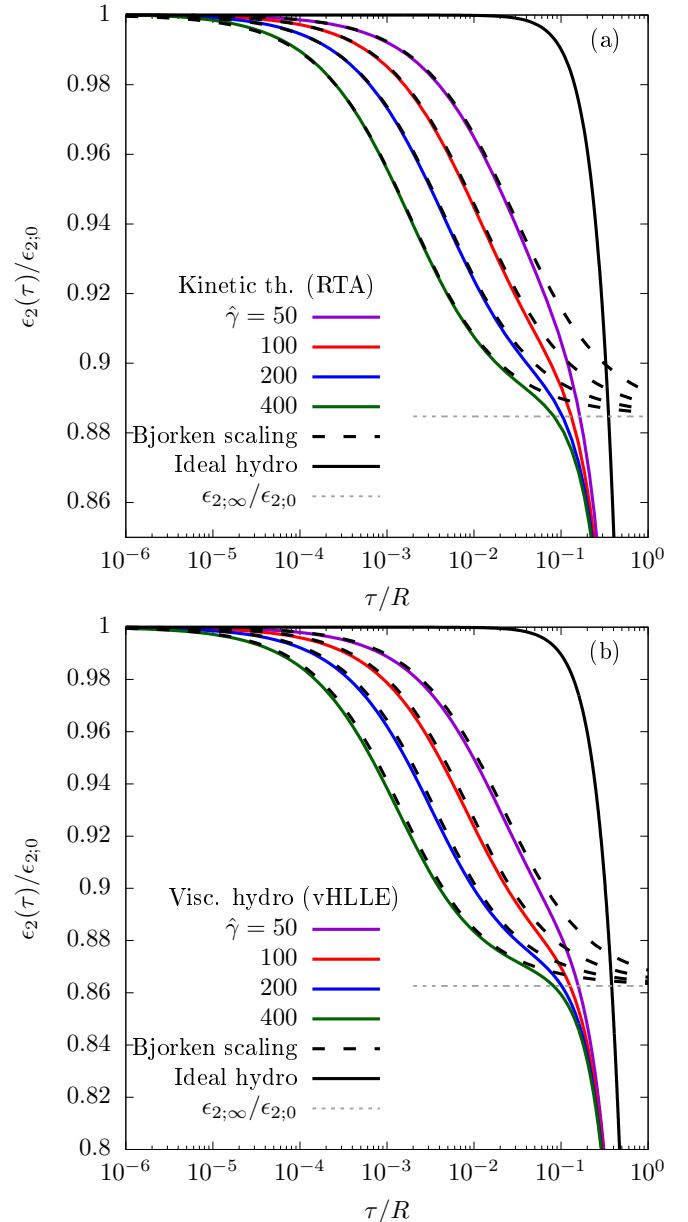 1
(a)
0.98
0.96
0.94
0.92
0.9
0.88
0.86
ϵ₂(τ)/ϵ₂;₀
Kinetic th. (RTA)
γ̂ = 50
100
200
400
Bjorken scaling
Ideal hydro
ϵ₂;∞/ϵ₂;₀
10⁻⁶ 10⁻⁵ 10⁻⁴ 10⁻³ 10⁻² 10⁻¹ 10⁰
τ/R
1
(b)
0.98
0.96
0.94
0.92
0.9
0.88
0.86
0.84
0.82
0.8
ϵ₂(τ)/ϵ₂;₀
Visc. hydro (vHLLE)
γ̂ = 50
100
200
400
Bjorken scaling
Ideal hydro
ϵ₂;∞/ϵ₂;₀
10⁻⁶ 10⁻⁵ 10⁻⁴ 10⁻³ 10⁻² 10⁻¹ 10⁰
τ/R